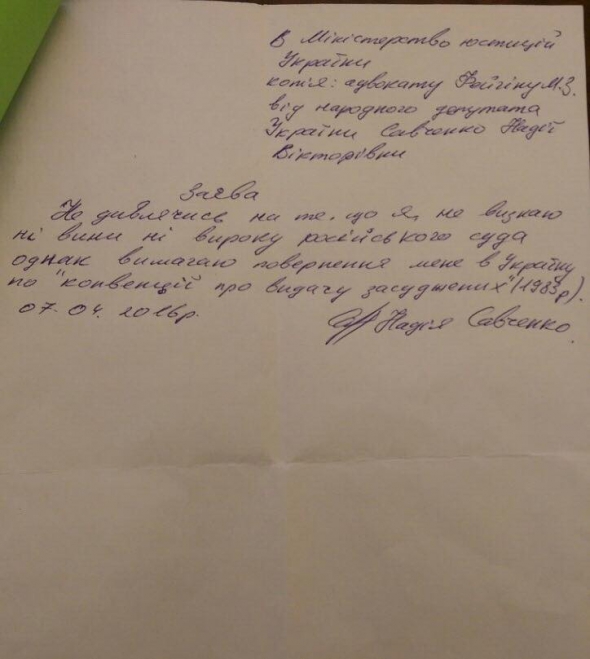 В Міністерство юстицій
України
копія: адвокату Фейгіну М.З.
від народного депутата
України Савченко Надії
Вікторівни
Заява
Не дивлячись на те, що я, не визнаю
ні вини ні вироку російського суда
однак вимагаю повернення мене в Україну
по "конвенції про видачу засуджених" (1983р).
07.04.2016р.
Надія Савченко